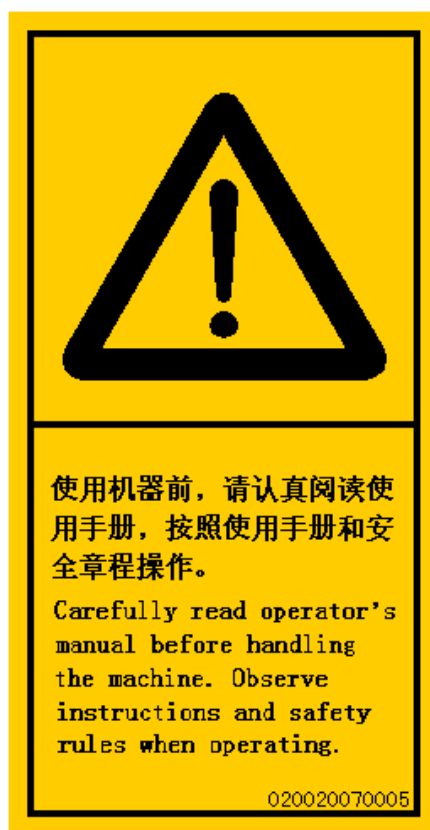 使用机器前，请认真阅读使
用手册，按照使用手册和安
全章程操作。
Carefully read operator's
manual before handling
the machine. Observe
instructions and safety
rules when operating.
020020070005